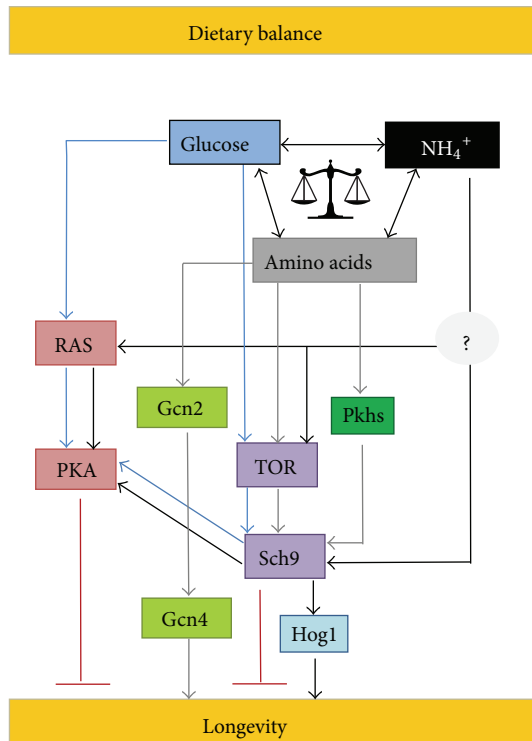 Dietary balance
Glucose
NH₄⁺
Amino acids
RAS
?
Gcn2
Pkhs
PKA
TOR
Sch9
Gcn4
Hog1
Longevity